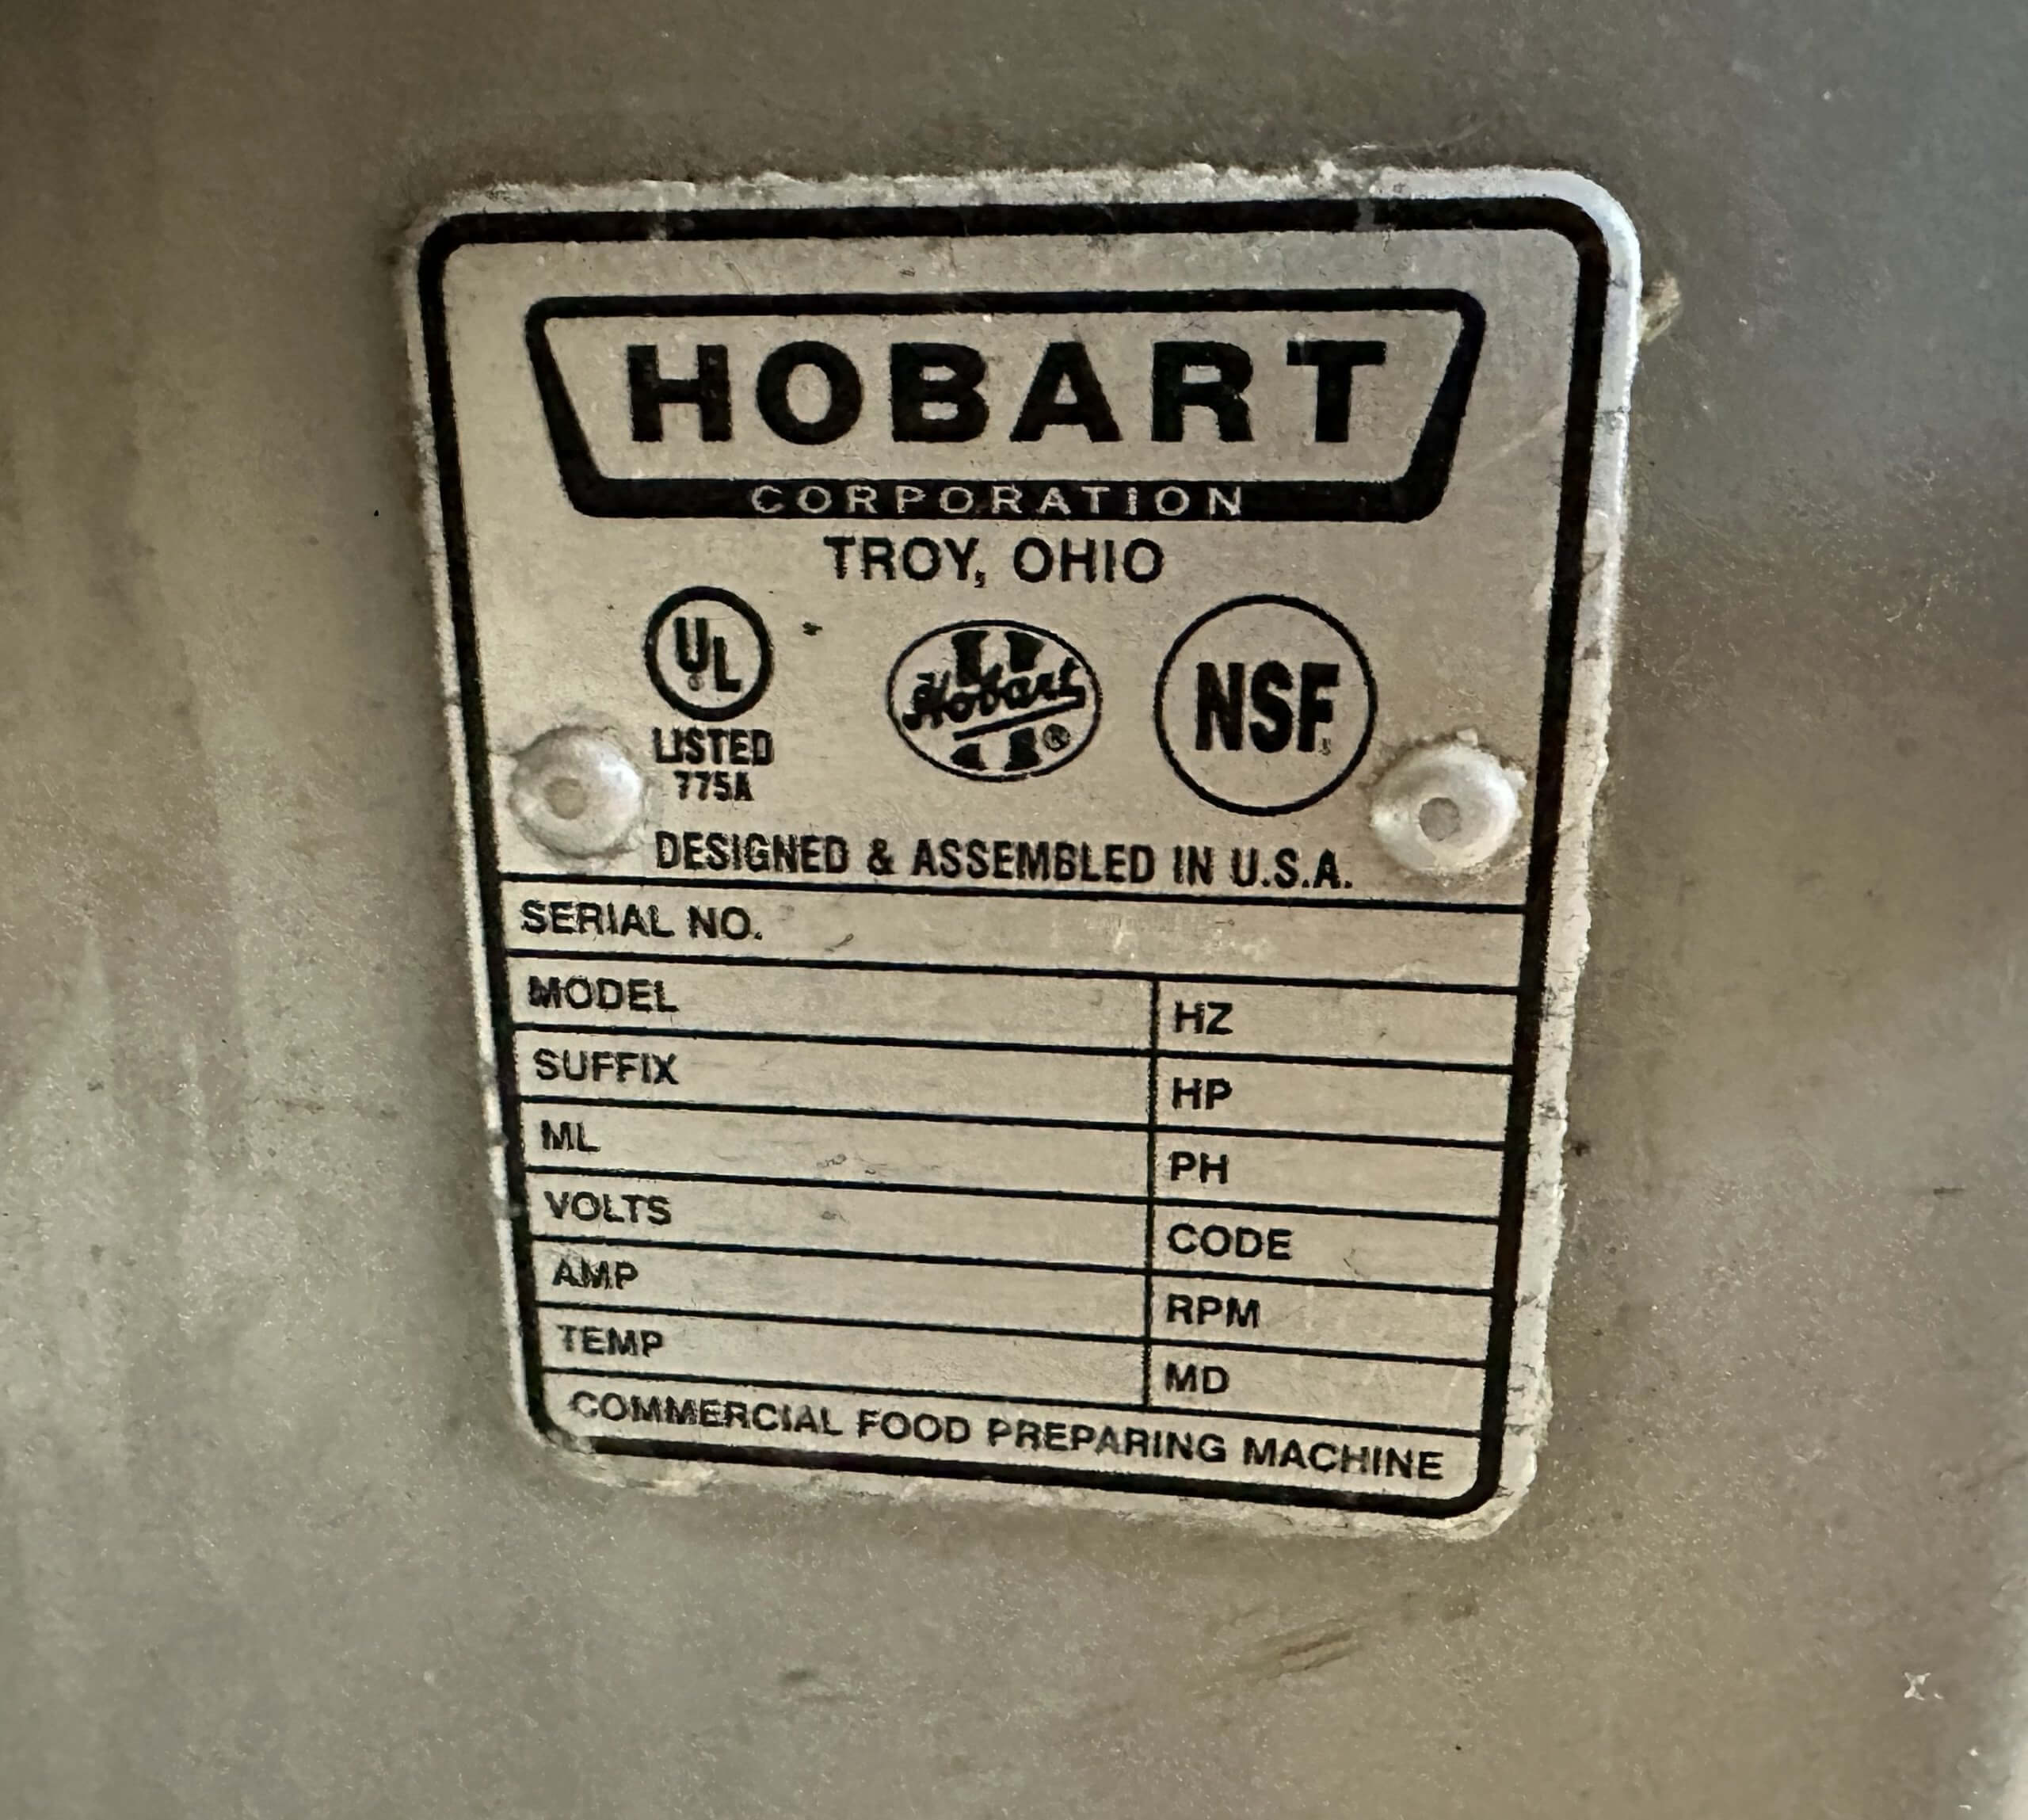 HOBART
CORPORATION
TROY, OHIO
UL
LISTED
775A
Hobart ®
NSF
DESIGNED & ASSEMBLED IN U.S.A.
SERIAL NO.
MODEL HZ
SUFFIX HP
ML PH
VOLTS CODE
AMP RPM
TEMP MD
COMMERCIAL FOOD PREPARING MACHINE